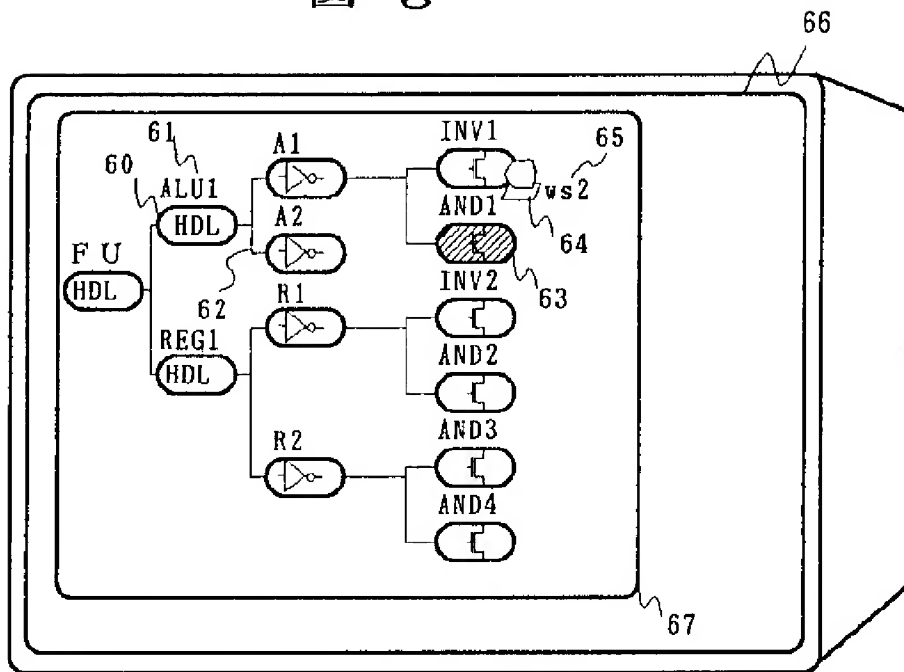 図
66
61
60
ALU1
HDL
A1
A2
INV1
65
ws2
AND1
64
63
F U
HDL
62
R1
INV2
REG1
HDL
AND2
R2
AND3
AND4
67